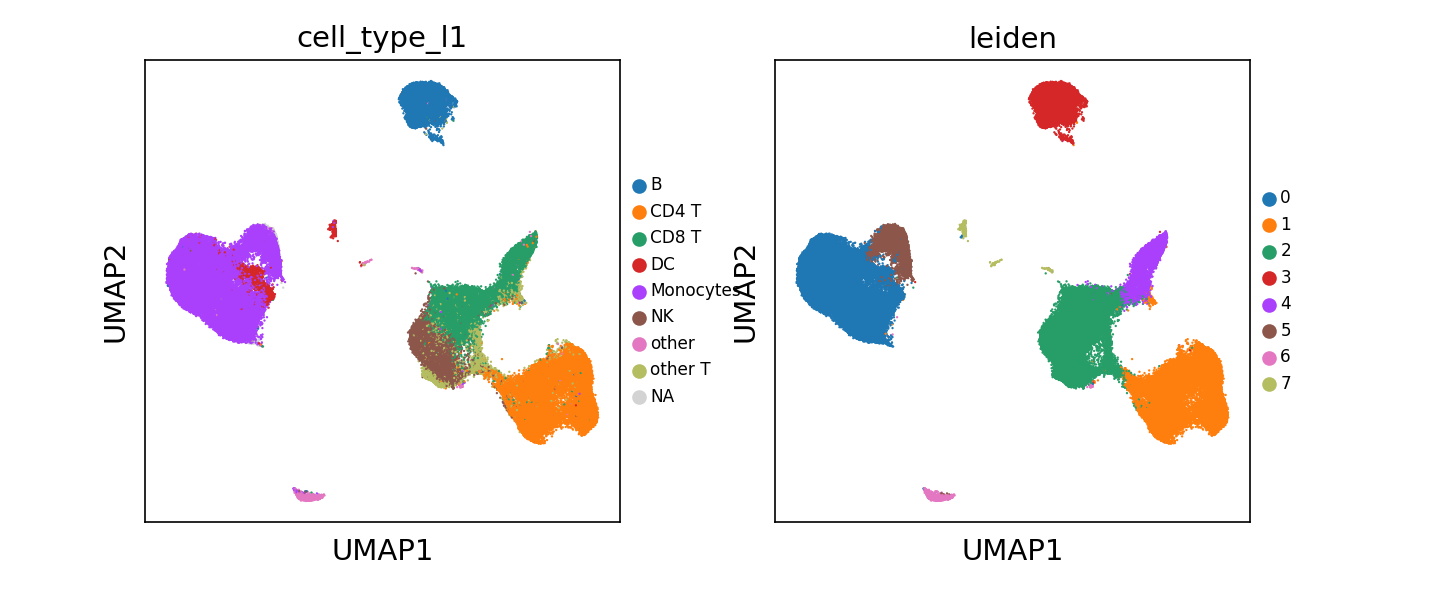 cell_type_l1
UMAP2
UMAP1
B
CD4 T
CD8 T
DC
Monocytes
NK
other
other T
NA
leiden
UMAP2
UMAP1
0
1
2
3
4
5
6
7